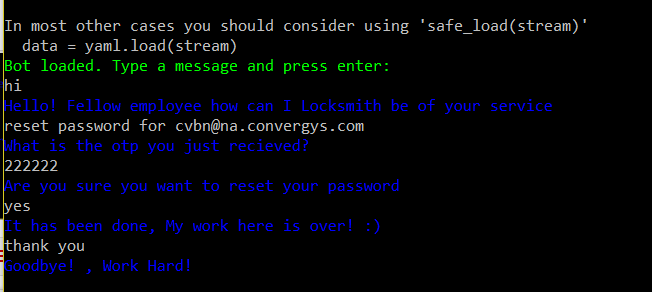 In most other cases you should consider using 'safe_load(stream)'
data = yaml.load(stream)
Bot loaded. Type a message and press enter:
hi
Hello! Fellow employee how can I Locksmith be of your service
reset password for cvbn@na.convergys.com
What is the otp you just recieved?
222222
Are you sure you want to reset your password
yes
It has been done, My work here is over! :)
thank you
Goodbye! , Work Hard!